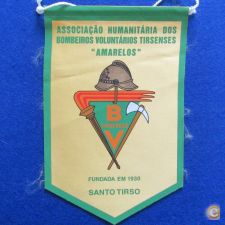 ASSOCIAÇÃO HUMANITÁRIA DOS
BOMBEIROS VOLUNTÁRIOS TIRSENSES
"AMARELOS"
B
V
FUNDADA EM 1930
SANTO TIRSO